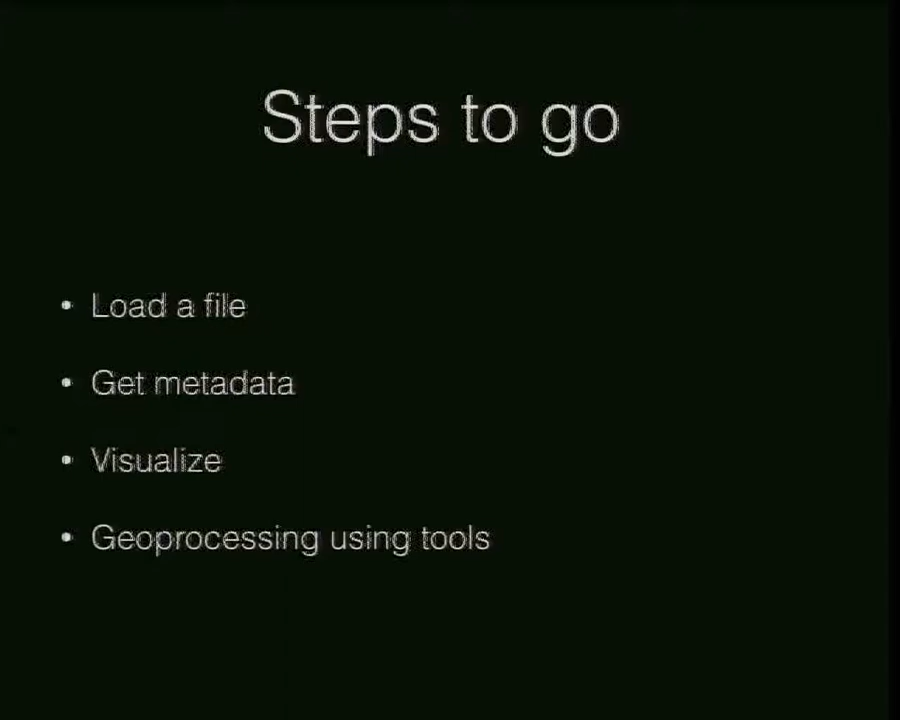 Steps to go
• Load a file
• Get metadata
• Visualize
• Geoprocessing using tools